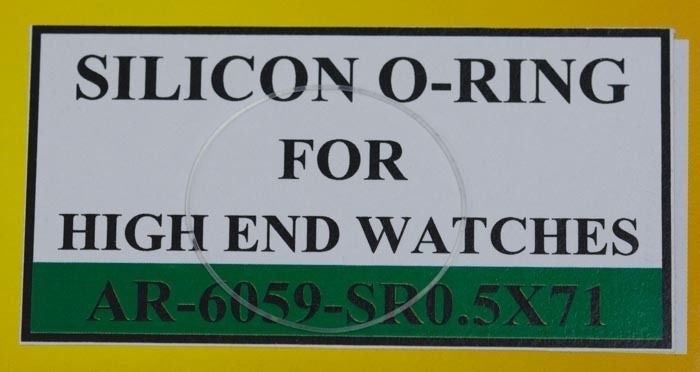 SILICON O-RING
FOR
HIGH END WATCHES
AR-6059-SR0.5X71